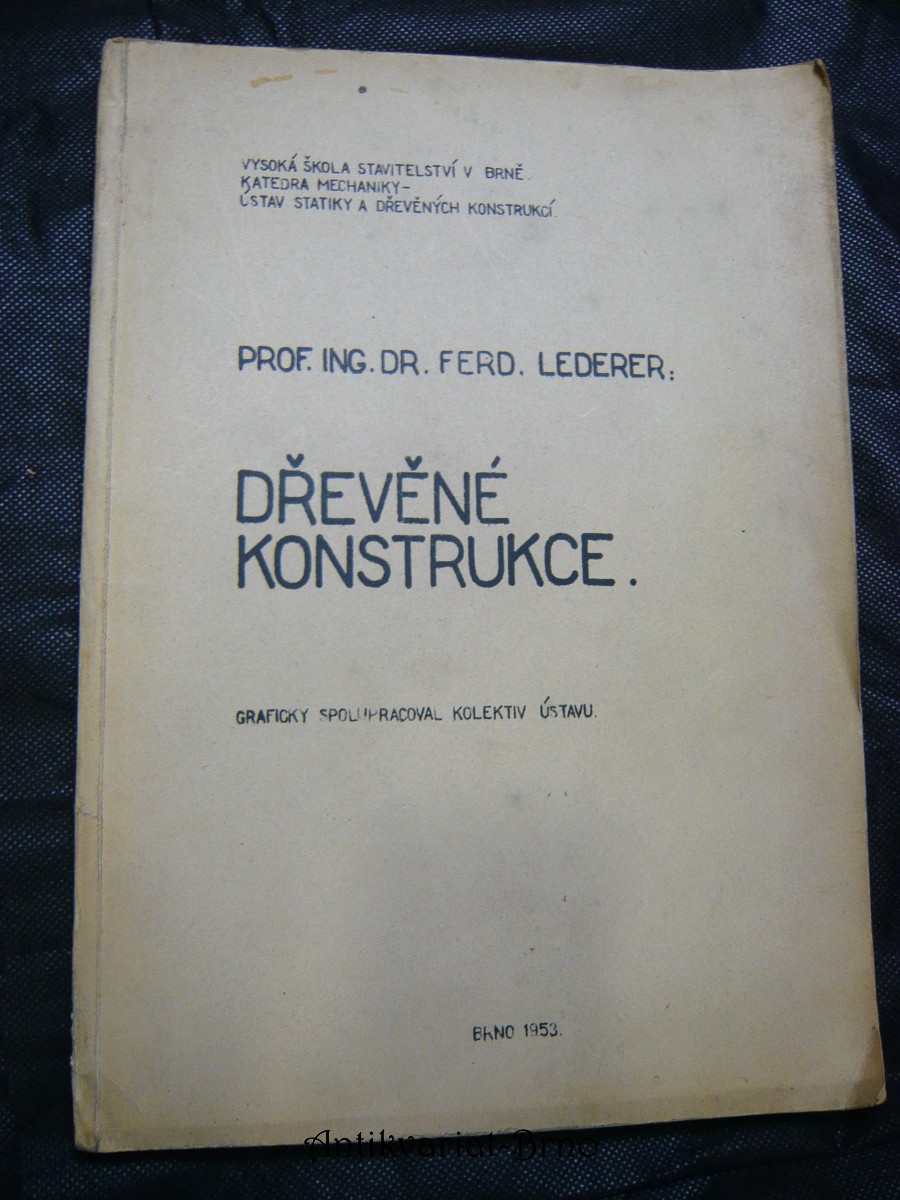 VYSOKÁ ŠKOLA STAVITELSTVÍ V BRNĚ.
KATEDRA MECHANIKY-
ÚSTAV STATIKY A DŘEVĚNÝCH KONSTRUKCÍ.
PROF. ING. DR. FERD. LEDERER:
DŘEVĚNÉ
KONSTRUKCE.
GRAFICKY SPOLUPRACOVAL KOLEKTIV ÚSTAVU.
BRNO 1953.
Antikvariat-Brno